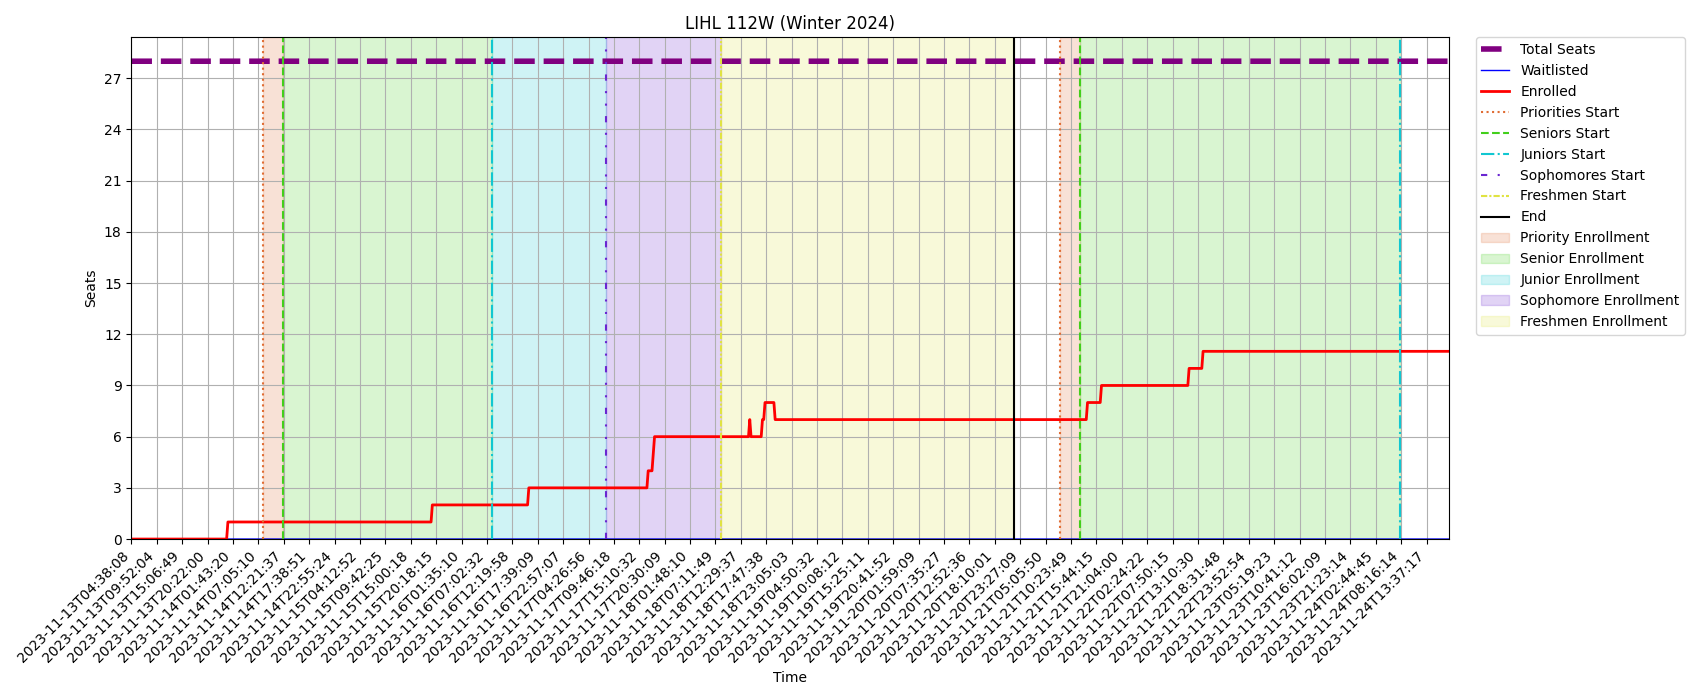 LIHL 112W (Winter 2024)
Seats
27
24
21
18
15
12
9
6
3
0
2023-11-13T04:38:08
2023-11-13T09:52:04
2023-11-13T15:06:49
2023-11-13T20:22:00
2023-11-14T01:43:20
2023-11-14T07:05:10
2023-11-14T12:21:37
2023-11-14T17:38:51
2023-11-14T22:55:24
2023-11-15T04:12:52
2023-11-15T09:42:25
2023-11-15T15:00:18
2023-11-15T20:18:15
2023-11-16T01:35:10
2023-11-16T07:02:32
2023-11-16T12:19:58
2023-11-16T17:39:09
2023-11-16T22:57:07
2023-11-17T04:26:56
2023-11-17T09:46:18
2023-11-17T15:10:32
2023-11-17T20:30:09
2023-11-18T01:48:10
2023-11-18T07:11:49
2023-11-18T12:29:37
2023-11-18T17:47:38
2023-11-18T23:05:03
2023-11-19T04:50:32
2023-11-19T10:08:12
2023-11-19T15:25:11
2023-11-19T20:41:52
2023-11-20T01:59:09
2023-11-20T07:35:27
2023-11-20T12:52:36
2023-11-20T18:10:01
2023-11-20T23:27:09
2023-11-21T05:05:50
2023-11-21T10:23:49
2023-11-21T15:44:15
2023-11-21T21:04:00
2023-11-22T02:24:22
2023-11-22T07:50:15
2023-11-22T13:10:30
2023-11-22T18:31:48
2023-11-22T23:52:54
2023-11-23T05:19:23
2023-11-23T10:41:12
2023-11-23T16:02:09
2023-11-23T21:23:14
2023-11-24T02:44:45
2023-11-24T08:16:14
2023-11-24T13:37:17
Time
Total Seats
Waitlisted
Enrolled
Priorities Start
Seniors Start
Juniors Start
Sophomores Start
Freshmen Start
End
Priority Enrollment
Senior Enrollment
Junior Enrollment
Sophomore Enrollment
Freshmen Enrollment